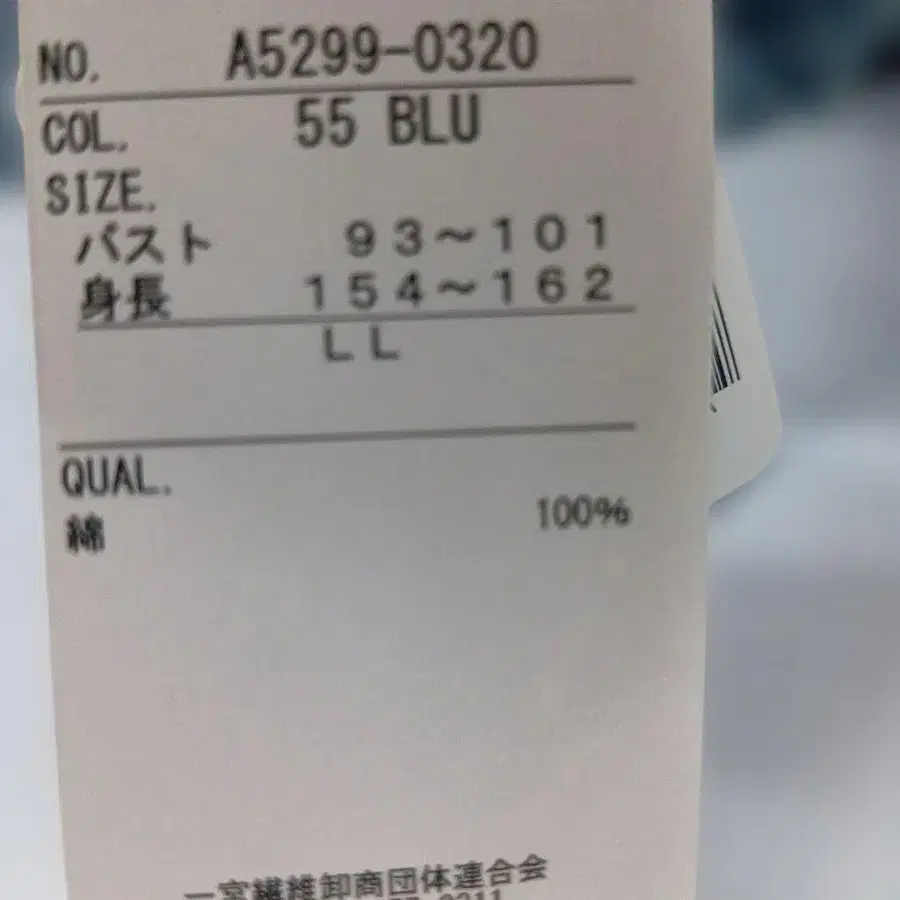 NO. A5299-0320
COL. 55 BLU
SIZE.
バスト 93~101
身長 154~162
LL
QUAL.
綿 100%
一宮繊維卸商団体連合会